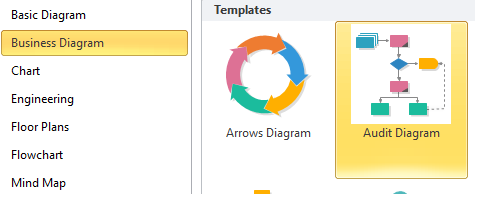 Basic Diagram
Business Diagram
Chart
Engineering
Floor Plans
Flowchart
Mind Map
Templates
Arrows Diagram
Audit Diagram